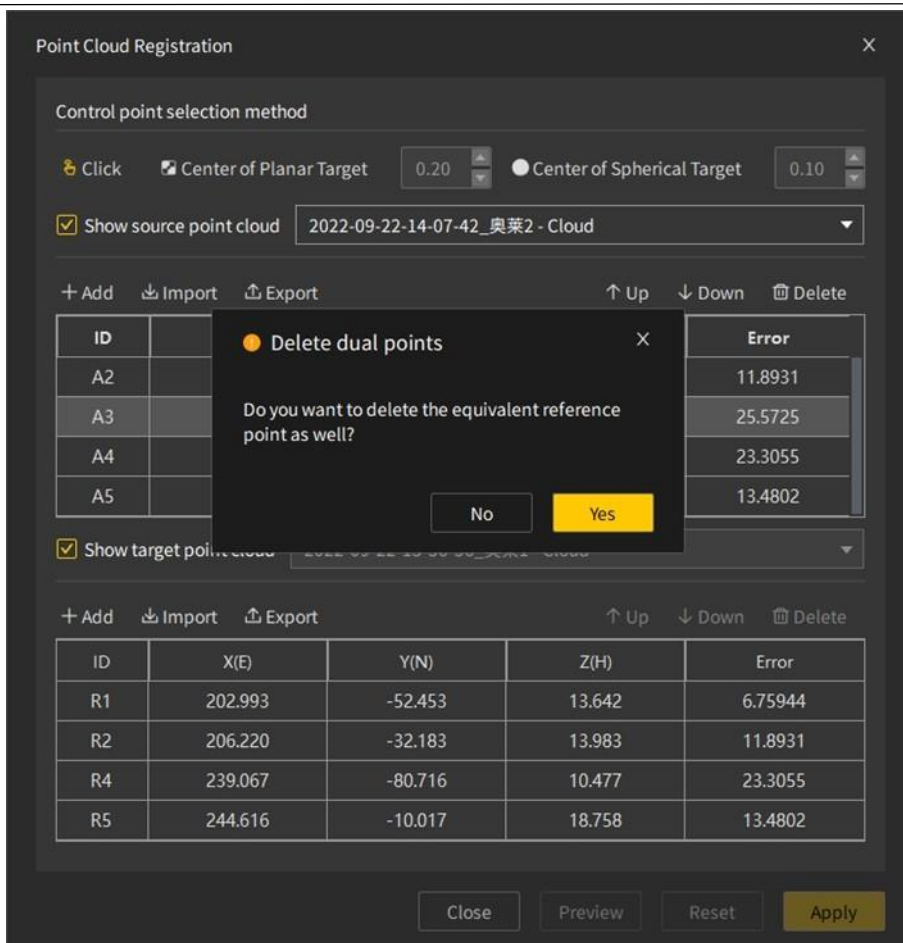 Point Cloud Registration X
Control point selection method
Click Center of Planar Target 0.20 Center of Spherical Target 0.10
Show source point cloud 2022-09-22-14-07-42_奥莱2 - Cloud
Add Import Export Up Down Delete
ID Error
Delete dual points X
A2 11.8931
Do you want to delete the equivalent reference
point as well?
A3 25.5725
A4 23.3055
A5 13.4802
No Yes
Show target point
+ Add Import Export Up Down Delete
ID X(E) Y(N) Z(H) Error
R1 202.993 -52.453 13.642 6.75944
R2 206.220 -32.183 13.983 11.8931
R4 239.067 -80.716 10.477 23.3055
R5 244.616 -10.017 18.758 13.4802
Close Preview Reset Apply